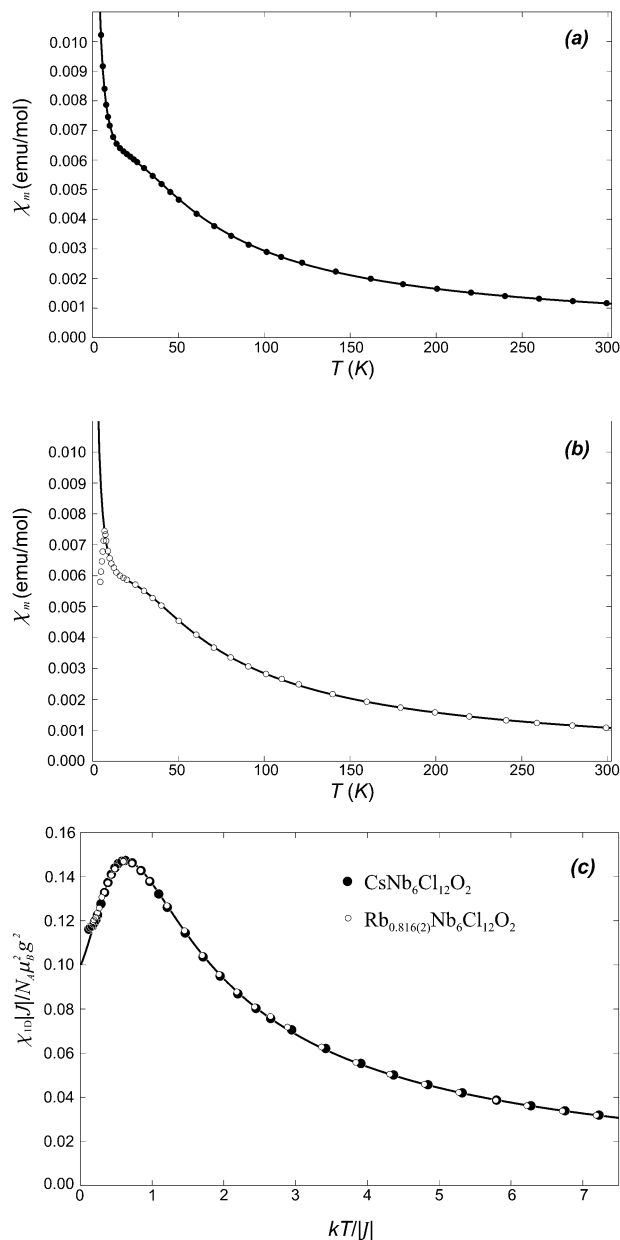 (a)
0.010
0.009
0.008
0.007
0.006
0.005
0.004
0.003
0.002
0.001
0.000
χm (emu/mol)
0 50 100 150 200 250 300
T (K)
(b)
0.010
0.009
0.008
0.007
0.006
0.005
0.004
0.003
0.002
0.001
0.000
χm (emu/mol)
0 50 100 150 200 250 300
T (K)
(c)
0.16
0.14
0.12
0.10
0.08
0.06
0.04
0.02
0.00
χ1D|J|/NAμB²g²
CsNb6Cl12O2
Rb0.816(2)Nb6Cl12O2
0 1 2 3 4 5 6 7
kT/|J|